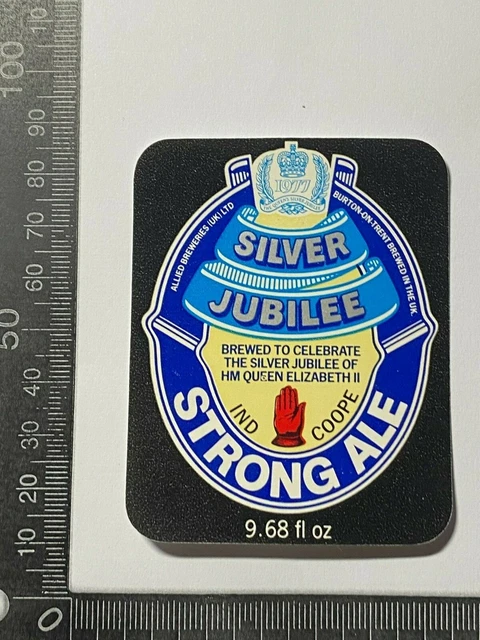 1977
SILVER
JUBILEE
ALLIED BREWERIES (UK) LTD
BURTON-ON-TRENT BREWED IN THE UK.
BREWED TO CELEBRATE
THE SILVER JUBILEE OF
HM QUEEN ELIZABETH II
IND COOPE
STRONG ALE
9.68 fl oz
100
90
80
70
60
50
40
30
20
10
0
0